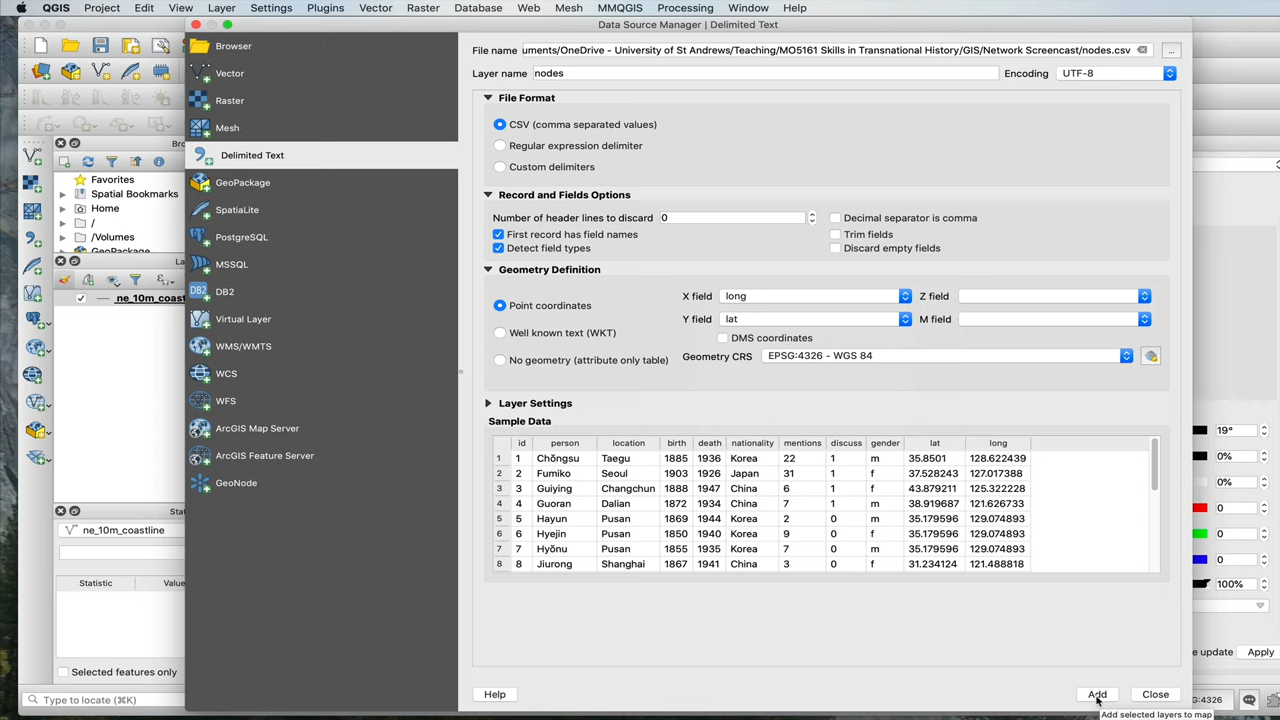 QGIS Project Edit View Layer Settings Plugins Vector Raster Database Web Mesh MMQGIS Processing Window Help
Data Source Manager | Delimited Text
Browser
Vector
Raster
Mesh
Delimited Text
GeoPackage
SpatiaLite
PostgreSQL
MSSQL
DB2
DB2
Virtual Layer
WMS/WMTS
WCS
WFS
ArcGIS Map Server
ArcGIS Feature Server
GeoNode
File name uments/OneDrive - University of St Andrews/Teaching/MO5161 Skills in Transnational History/GIS/Network Screencast/nodes.csv ...
Layer name nodes Encoding UTF-8
File Format
CSV (comma separated values)
Regular expression delimiter
Custom delimiters
Record and Fields Options
Number of header lines to discard 0 Decimal separator is comma
First record has field names Trim fields
Detect field types Discard empty fields
Geometry Definition
Point coordinates X field long Z field
Y field lat M field
Well known text (WKT) DMS coordinates
No geometry (attribute only table) Geometry CRS EPSG:4326 - WGS 84
Layer Settings
Sample Data
id person location birth death nationality mentions discuss gender lat long
1 1 Chŏngsu Taegu 1885 1936 Korea 22 1 m 35.8501 128.622439
2 2 Fumiko Seoul 1903 1926 Japan 31 1 f 37.528243 127.017388
3 3 Guiying Changchun 1888 1947 China 6 1 f 43.879211 125.322228
4 4 Guoran Dalian 1872 1934 China 7 1 m 38.919687 121.626733
5 5 Hayun Pusan 1869 1944 Korea 2 0 m 35.179596 129.074893
6 6 Hyejin Pusan 1850 1940 Korea 9 0 f 35.179596 129.074893
7 7 Hyŏnu Pusan 1855 1935 Korea 7 0 m 35.179596 129.074893
8 8 Jiurong Shanghai 1867 1941 China 3 0 f 31.234124 121.488818
Help Add Close
Add selected layers to map
Bro
Favorites
Spatial Bookmarks
Home
/
/Volumes
GeoPackage
La
ne_10m_coast
Sta
ne_10m_coastline
Statistic Value
Selected features only
Type to locate (⌘K)
19°
0%
0%
0
0
0
100%
e update Apply
G:4326